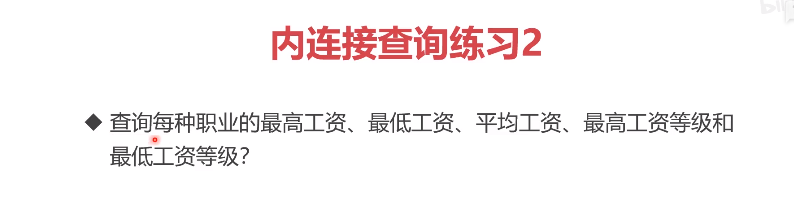 内连接查询练习2
◆ 查询每种职业的最高工资、最低工资、平均工资、最高工资等级和
最低工资等级？